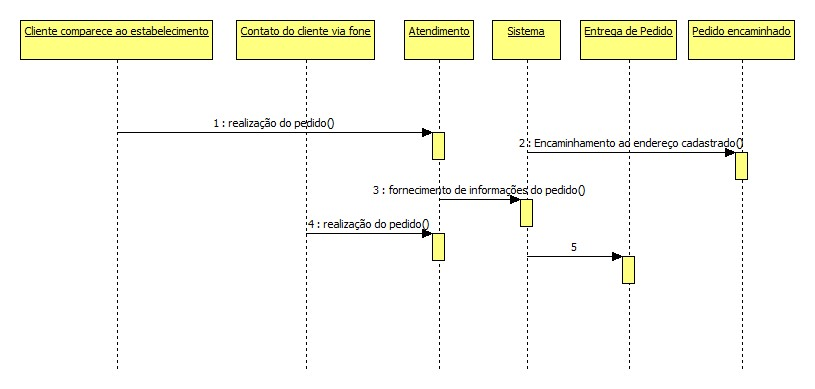 Cliente comparece ao estabelecimento
Contato do cliente via fone
Atendimento
Sistema
Entrega de Pedido
Pedido encaminhado
1 : realização do pedido()
2 : Encaminhamento ao endereço cadastrado()
3 : fornecimento de informações do pedido()
4 : realização do pedido()
5